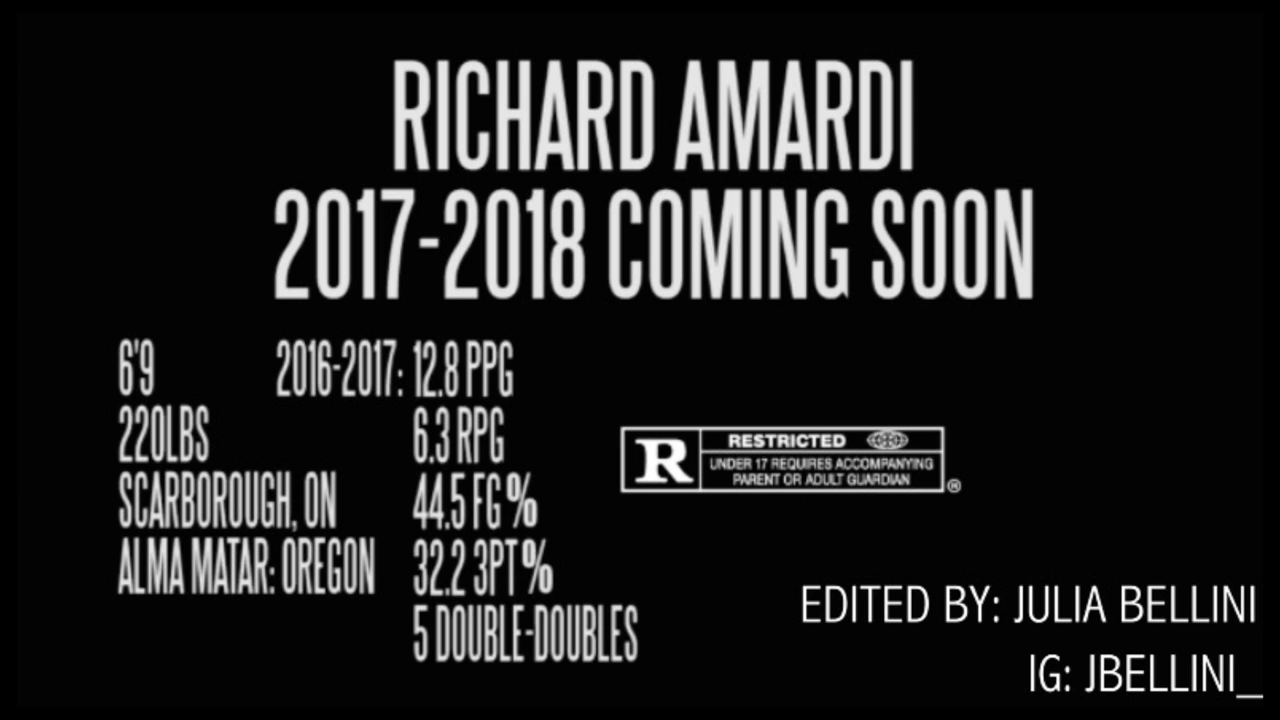 RICHARD AMARDI
2017-2018 COMING SOON
6'9
220LBS
SCARBOROUGH, ON
ALMA MATAR: OREGON
2016-2017: 12.8 PPG
6.3 RPG
44.5 FG %
32.2 3PT %
5 DOUBLE-DOUBLES
R
RESTRICTED
UNDER 17 REQUIRES ACCOMPANYING
PARENT OR ADULT GUARDIAN
®
EDITED BY: JULIA BELLINI
IG: JBELLINI_